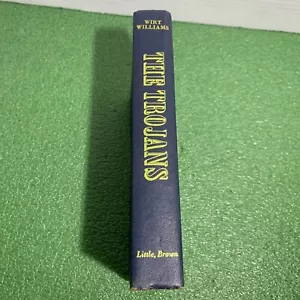 WIRT
WILLIAMS
THE TROJANS
Little, Brown